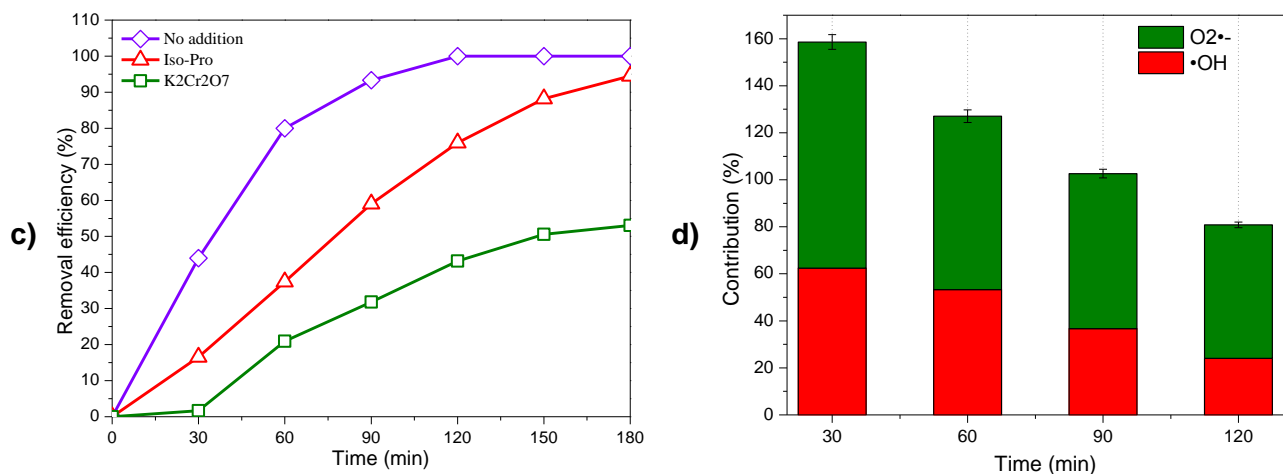 c)
Removal efficiency (%)
110
100
90
80
70
60
50
40
30
20
10
0
No addition
Iso-Pro
K2Cr2O7
0 30 60 90 120 150 180
Time (min)
d)
Contribution (%)
160
140
120
100
80
60
40
20
0
O2•-
•OH
30 60 90 120
Time (min)